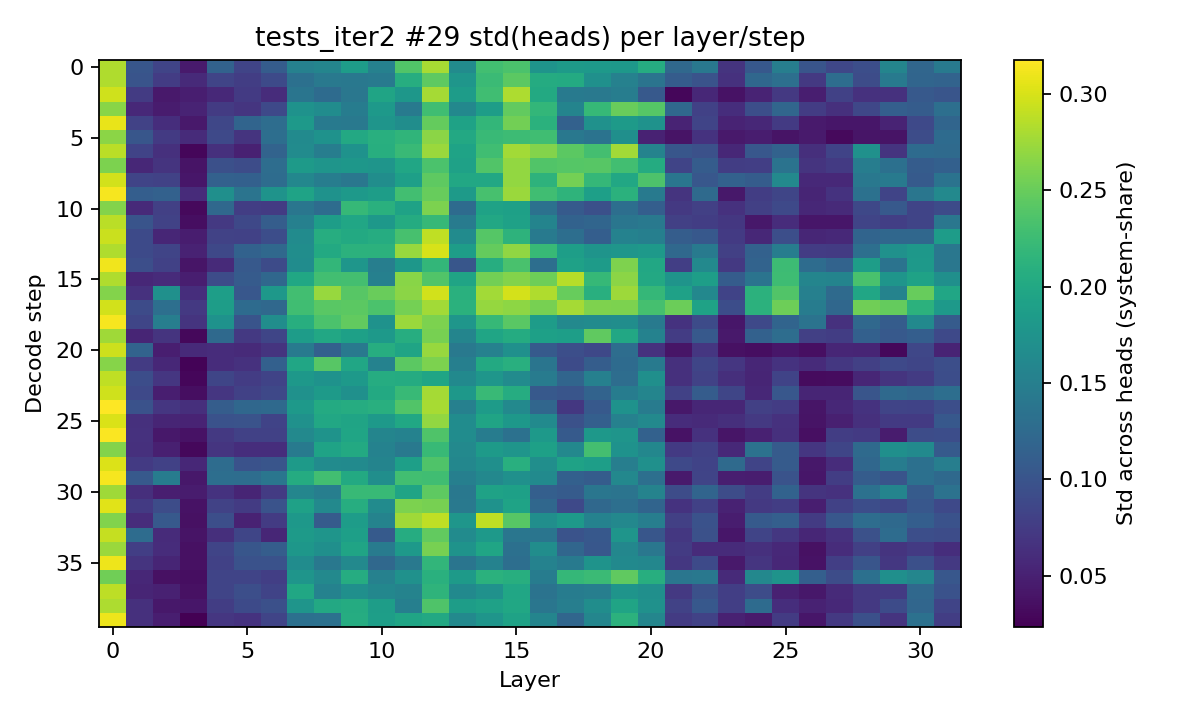 tests_iter2 #29 std(heads) per layer/step
0
5
10
15
20
25
30
35
Decode step
0 5 10 15 20 25 30
Layer
0.30
0.25
0.20
0.15
0.10
0.05
Std across heads (system-share)